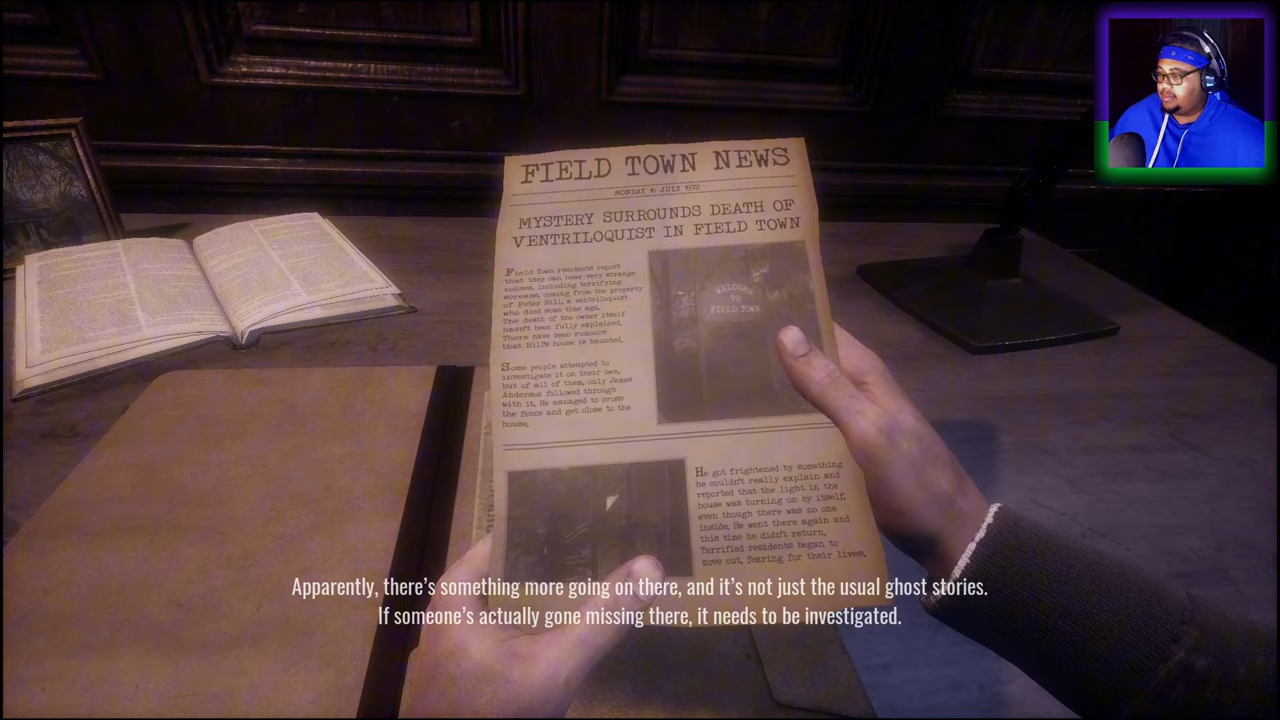 FIELD TOWN NEWS
MONDAY 16 JULY 1972
MYSTERY SURROUNDS DEATH OF
VENTRILOQUIST IN FIELD TOWN
Field Town residents report
that they can hear very strange
noises, including terrifying
screams, coming from the property
of Peter Hill, a ventriloquist
who died some time ago.
The death of the owner itself
hasn't been fully explained.
There have been rumours
that Hill's house is haunted.
Some people attempted to
investigate it on their own,
but of all of them, only James
Anderson followed through
with it. He managed to cross
the fence and get close to the
house,
WELCOME
TO
FIELD TOWN
He got frightened by something
he couldn't really explain and
reported that the light in the
house was turning on by itself,
even though there was no one
inside. He went there again and
this time he didn't return.
Terrified residents began to
move out, fearing for their lives.
Apparently, there's something more going on there, and it's not just the usual ghost stories.
If someone's actually gone missing there, it needs to be investigated.